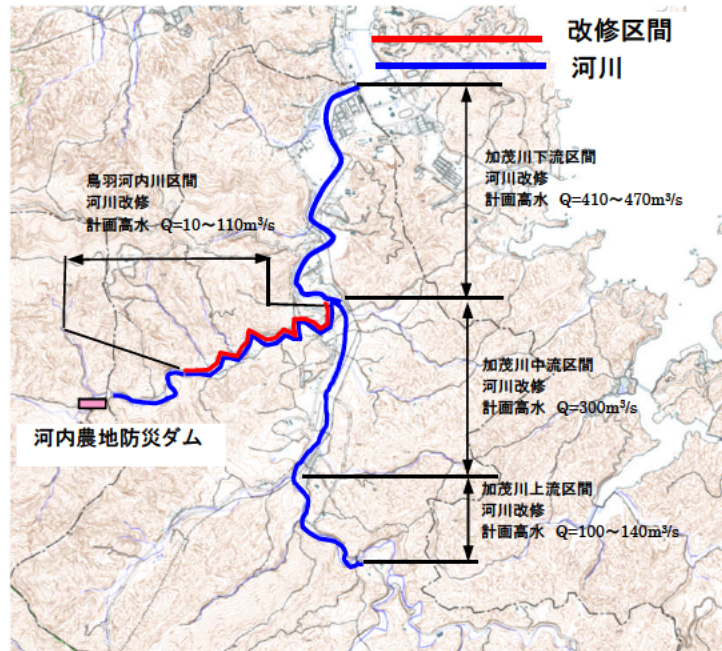 改修区間
河川
加茂川下流区間
河川改修
計画高水 Q=410～470m³/s
鳥羽河内川区間
河川改修
計画高水 Q=10～110m³/s
加茂川中流区間
河川改修
計画高水 Q=300m³/s
河内農地防災ダム
加茂川上流区間
河川改修
計画高水 Q=100～140m³/s